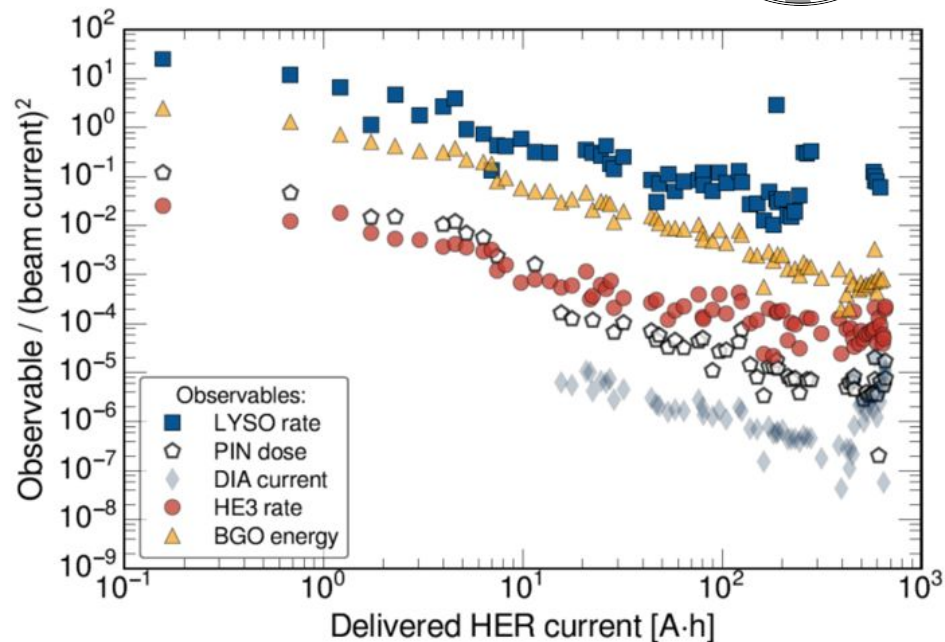 10²
10¹
10⁰
10⁻¹
10⁻²
10⁻³
10⁻⁴
10⁻⁵
10⁻⁶
10⁻⁷
10⁻⁸
10⁻⁹
Observable / (beam current)²
Observables:
LYSO rate
PIN dose
DIA current
HE3 rate
BGO energy
10⁻¹ 10⁰ 10¹ 10² 10³
Delivered HER current [A·h]